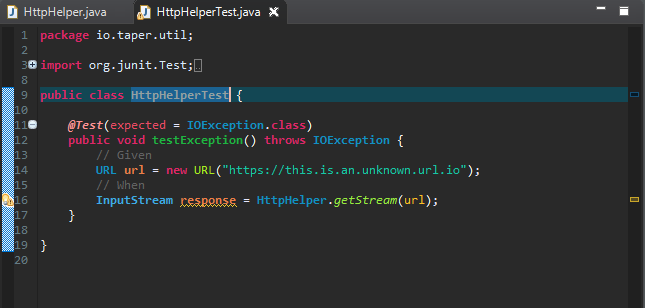 HttpHelper.java HttpHelperTest.java
1 package io.taper.util;
2
3 import org.junit.Test;
8
9 public class HttpHelperTest {
10
11 @Test(expected = IOException.class)
12 public void testException() throws IOException {
13 // Given
14 URL url = new URL("https://this.is.an.unknown.url.io");
15 // When
16 InputStream response = HttpHelper.getStream(url);
17 }
18
19 }
20